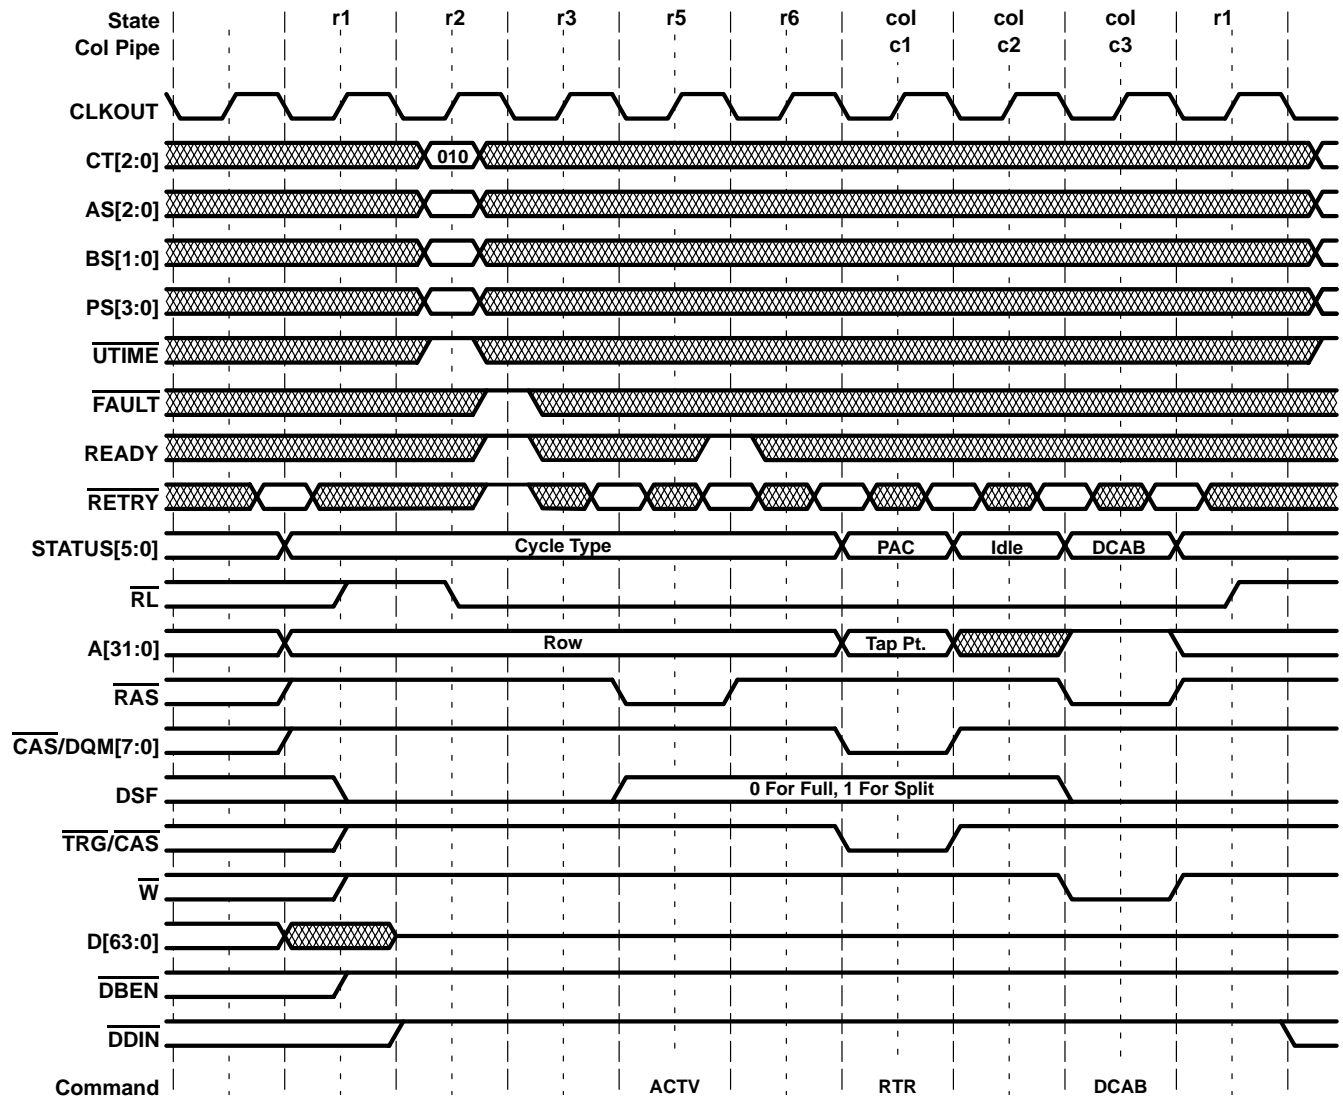 State r1 r2 r3 r5 r6 col col col r1
Col Pipe c1 c2 c3
CLKOUT
CT[2:0] 010
AS[2:0]
BS[1:0]
PS[3:0]
UTIME
FAULT
READY
RETRY
STATUS[5:0] Cycle Type PAC Idle DCAB
RL
A[31:0] Row Tap Pt.
RAS
CAS/DQM[7:0]
DSF 0 For Full, 1 For Split
TRG/CAS
W
D[63:0]
DBEN
DDIN
Command ACTV RTR DCAB